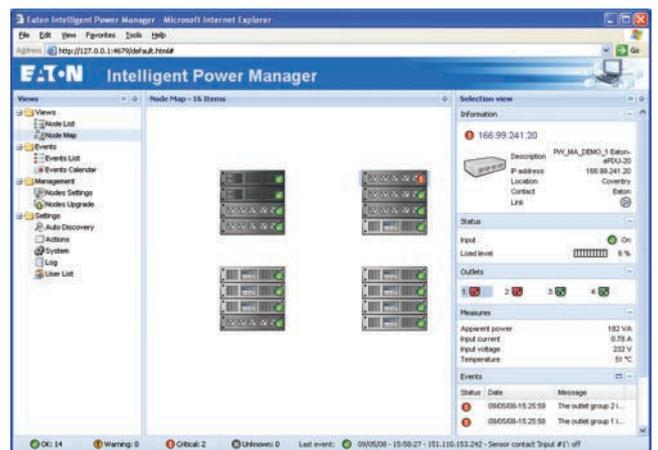 Eaton Intelligent Power Manager - Microsoft Internet Explorer
File Edit View Favorites Tools Help
Address http://127.0.0.1:4679/default.html# Go
E·T·N Intelligent Power Manager
Views
Views
Node List
Node Map
Events
Events List
Events Calendar
Management
Nodes Settings
Nodes Upgrade
Settings
Auto Discovery
Actions
System
Log
User List
Node Map - 16 Items
Selection view
Information
166.99.241.20
Description PW_MA_DEMO_1 Eaton-
ePDU-20
IP address 166.99.241.20
Location Coventry
Contact Eaton
Link
Status
Input On
Load level 6 %
Outlets
1 2 3 4
Measures
Apparent power 182 VA
Input current 0.78 A
Input voltage 232 V
Temperature 51 °C
Events
Status Date Message
09/05/08-15:25:59 The outlet group 2 i...
09/05/08-15:25:58 The outlet group 1 i...
OK: 14 Warning: 0 Critical: 2 Unknown: 0 Last event: 09/05/08 - 15:58:27 - 151.110.153.242 - Sensor contact 'Input #1': off